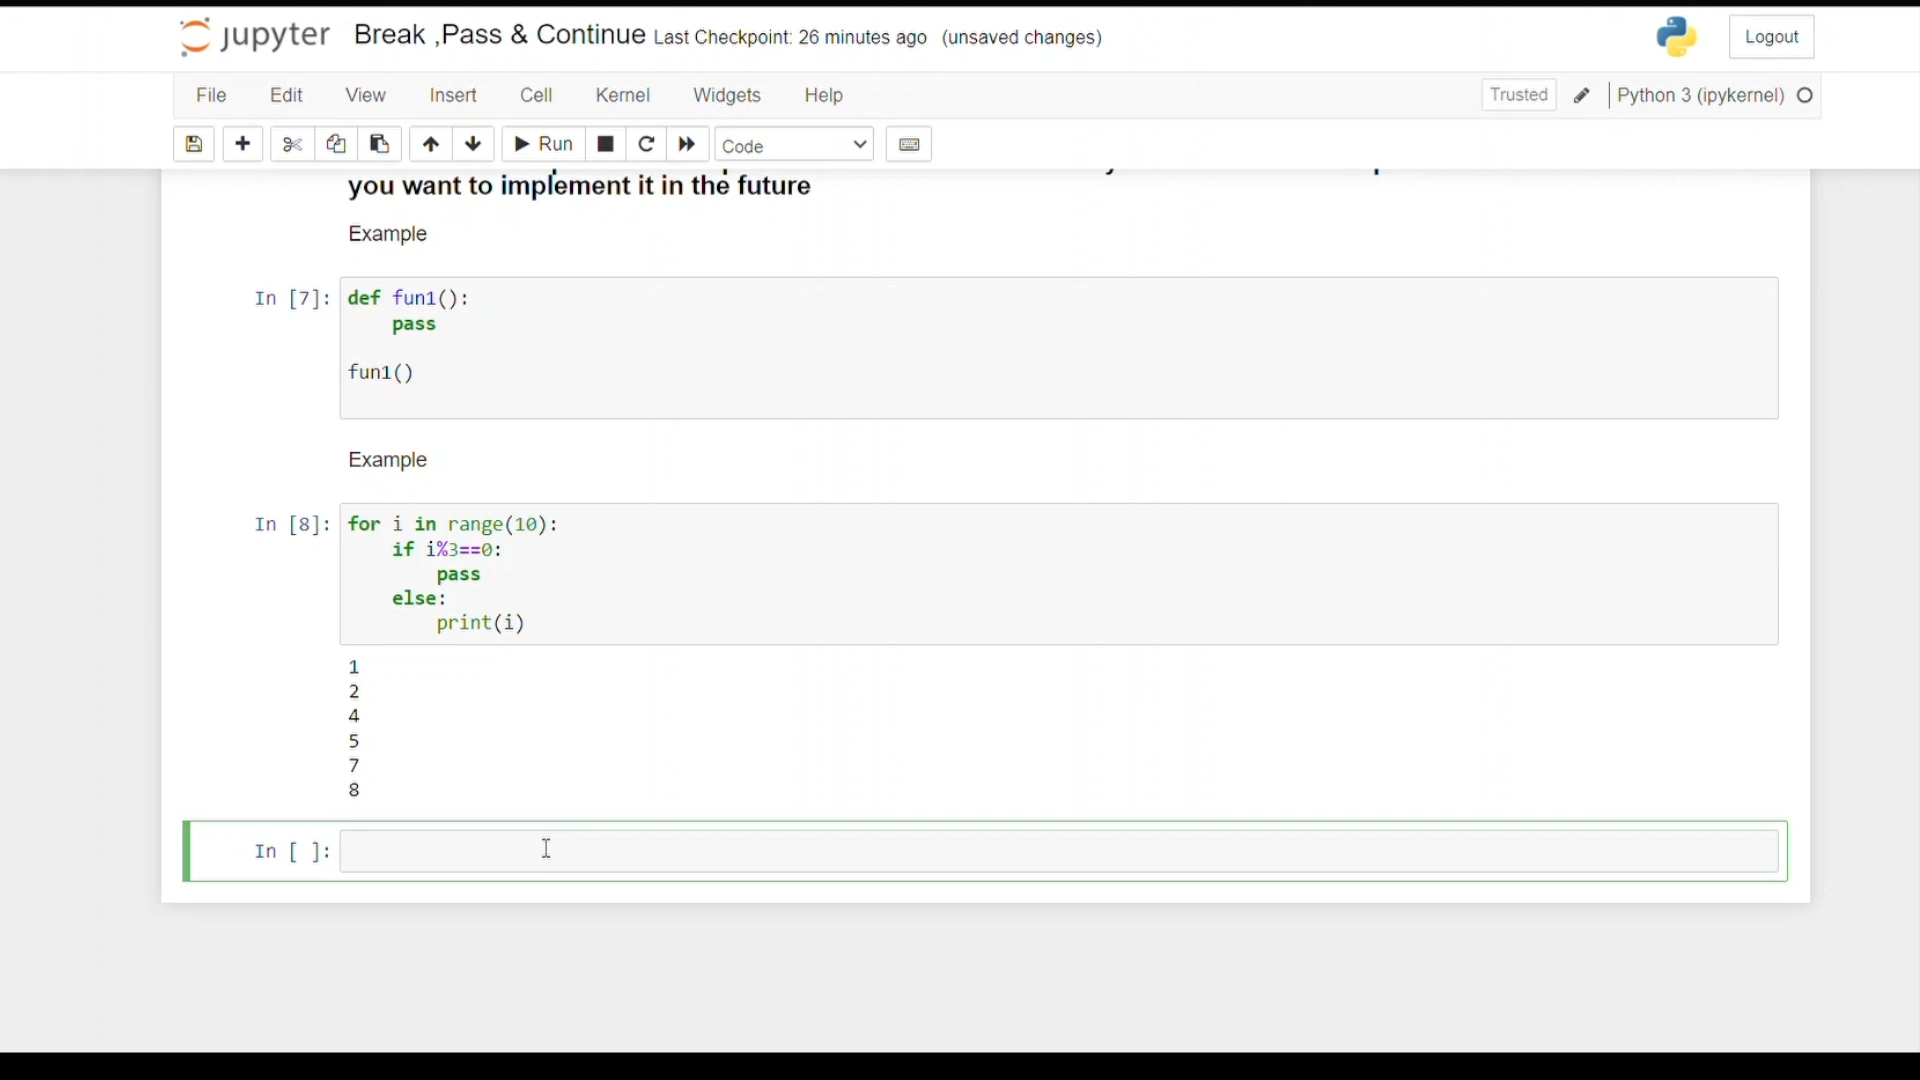 jupyter Break ,Pass & Continue Last Checkpoint: 26 minutes ago (unsaved changes) Logout
File Edit View Insert Cell Kernel Widgets Help Trusted Python 3 (ipykernel)
Run Code
you want to implement it in the future
Example
In [7]: def fun1():
pass
fun1()
Example
In [8]: for i in range(10):
if i%3==0:
pass
else:
print(i)
1
2
4
5
7
8
In [ ]: